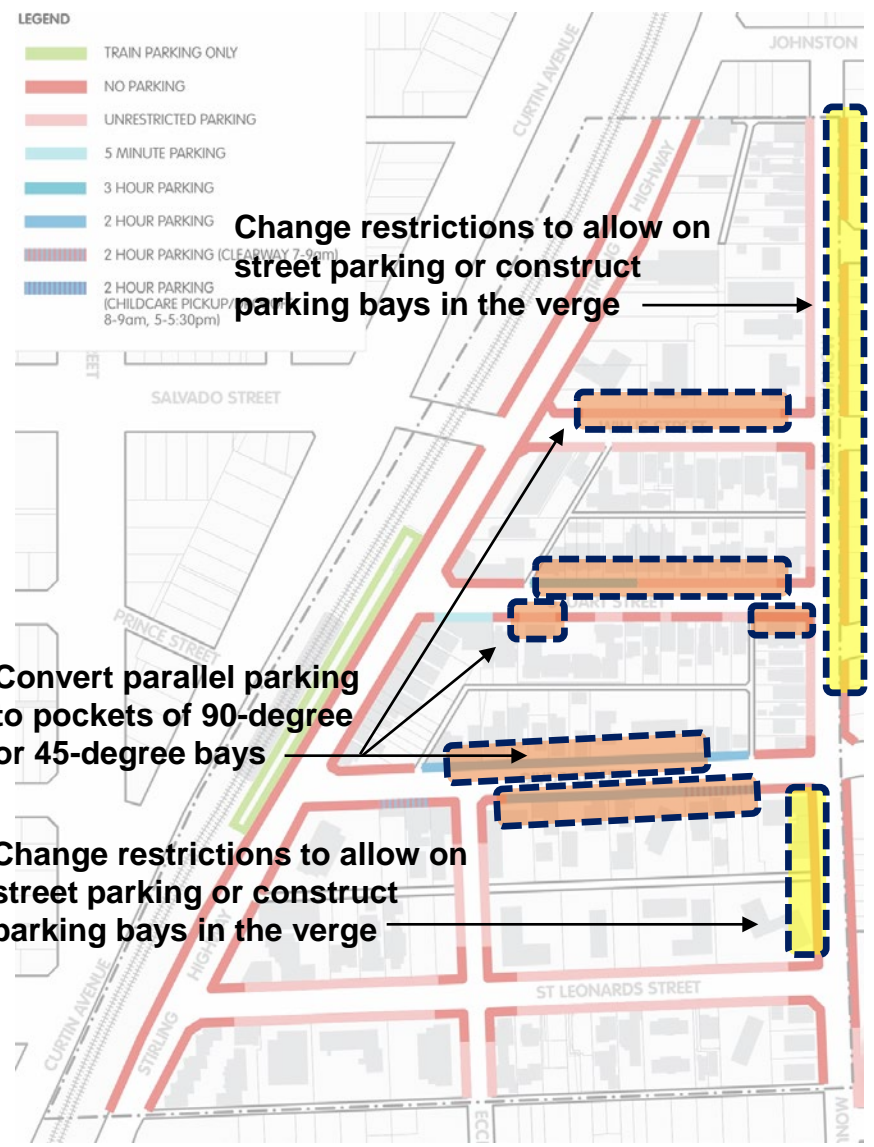 LEGEND
TRAIN PARKING ONLY
NO PARKING
UNRESTRICTED PARKING
5 MINUTE PARKING
3 HOUR PARKING
2 HOUR PARKING
2 HOUR PARKING (CLEARWAY 7-9am)
2 HOUR PARKING
(CHILDCARE PICKUP/
8-9am, 5-5:30pm)
CURTIN AVENUE
JOHNSTON
STIRLING HIGHWAY
Change restrictions to allow on
street parking or construct
parking bays in the verge
SALVADO STREET
PRINCE STREET
Convert parallel parking
to pockets of 90-degree
or 45-degree bays
Change restrictions to allow on
street parking or construct
parking bays in the verge
ST LEONARDS STREET
CURTIN AVENUE
STIRLING HIGHWAY